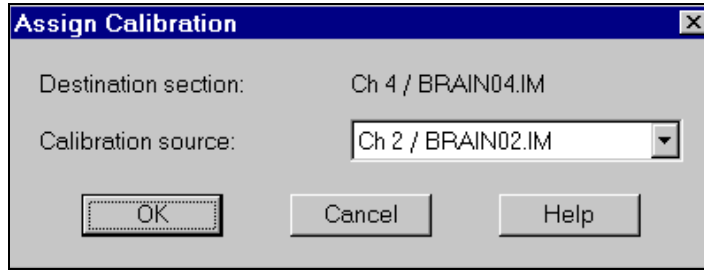 Assign Calibration
Destination section: Ch 4 / BRAIN04.IM
Calibration source: Ch 2 / BRAIN02.IM
OK Cancel Help